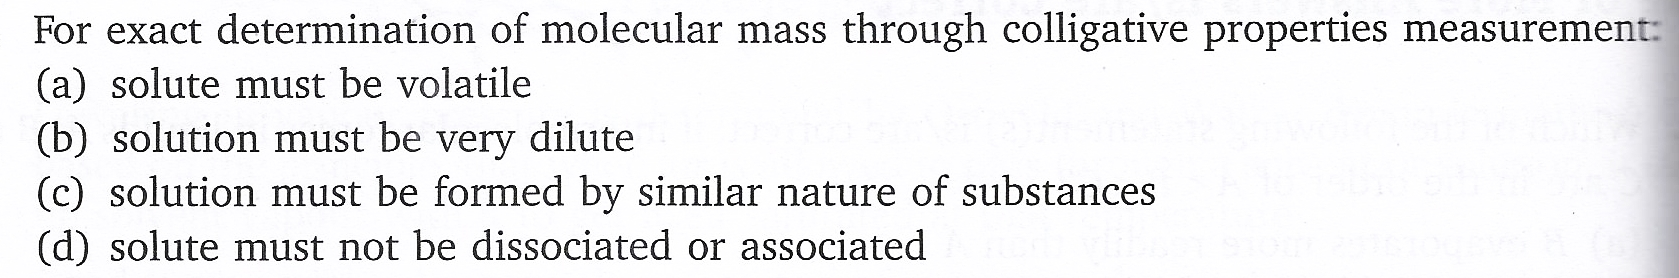 For exact determination of molecular mass through colligative properties measurement:
(a) solute must be volatile
(b) solution must be very dilute
(c) solution must be formed by similar nature of substances
(d) solute must not be dissociated or associated